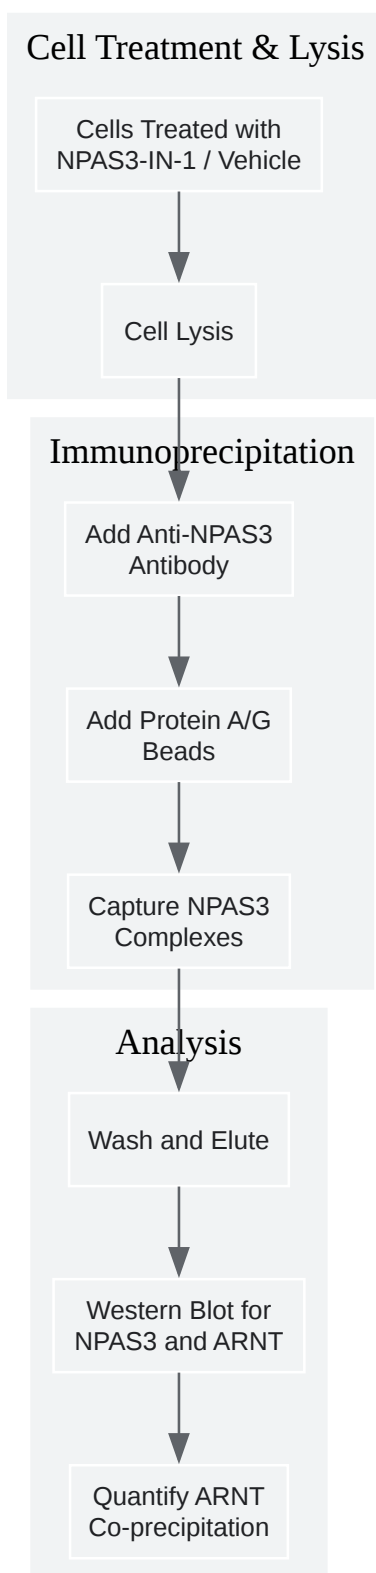 Cell Treatment & Lysis
Cells Treated with
NPAS3-IN-1 / Vehicle
Cell Lysis
Immunoprecipitation
Add Anti-NPAS3
Antibody
Add Protein A/G
Beads
Capture NPAS3
Complexes
Analysis
Wash and Elute
Western Blot for
NPAS3 and ARNT
Quantify ARNT
Co-precipitation